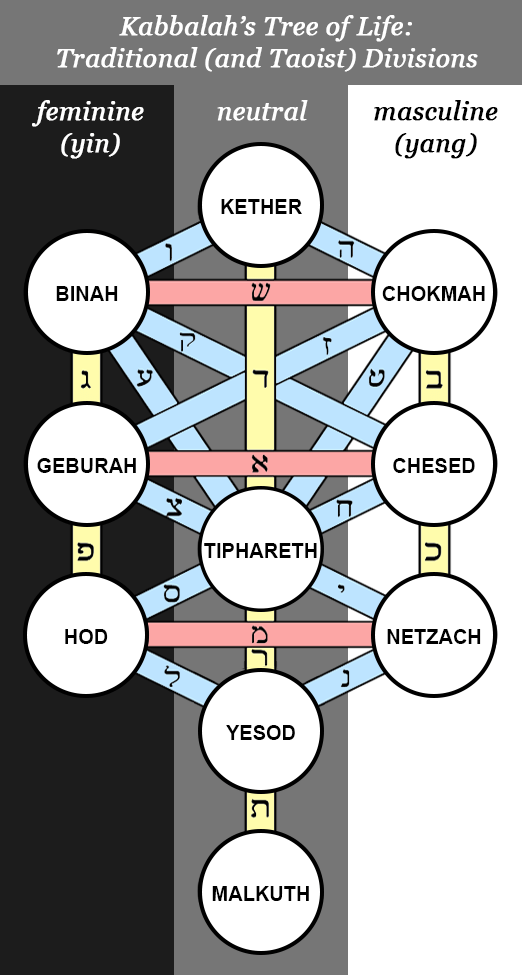 Kabbalah’s Tree of Life:
Traditional (and Taoist) Divisions
feminine
(yin)
neutral
masculine
(yang)
KETHER
ו
ה
BINAH
ש
CHOKMAH
ק
ז
ג
ע
ד
ט
ב
GEBURAH
א
CHESED
צ
ח
פ
TIPHARETH
כ
ס
י
HOD
מ
NETZACH
ר
ל
נ
YESOD
ת
MALKUTH